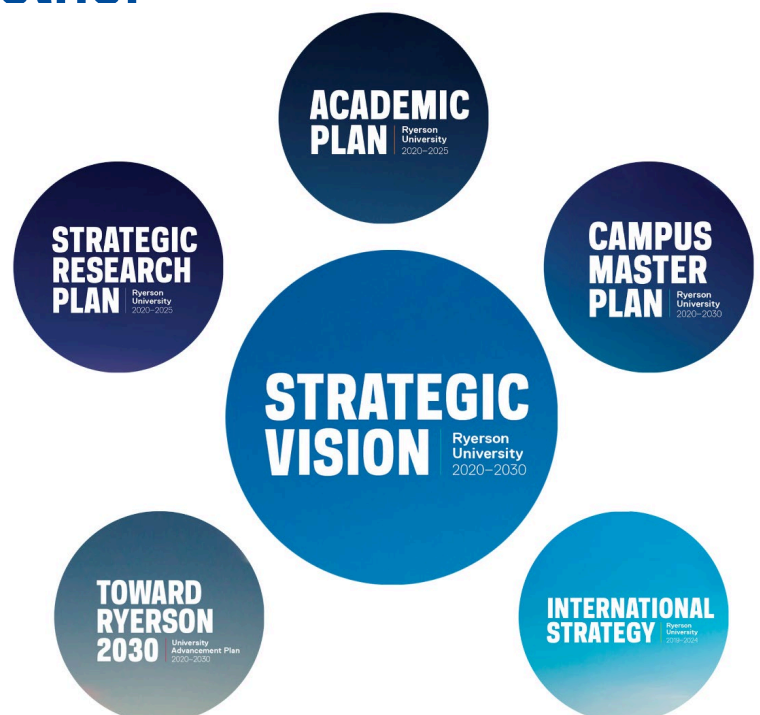 ACADEMIC
PLAN
Ryerson
University
2020–2025
STRATEGIC
RESEARCH
PLAN
Ryerson
University
2020–2025
CAMPUS
MASTER
PLAN
Ryerson
University
2020–2030
STRATEGIC
VISION
Ryerson
University
2020–2030
TOWARD
RYERSON
2030
University
Advancement Plan
2020–2030
INTERNATIONAL
STRATEGY
Ryerson
University
2019–2024